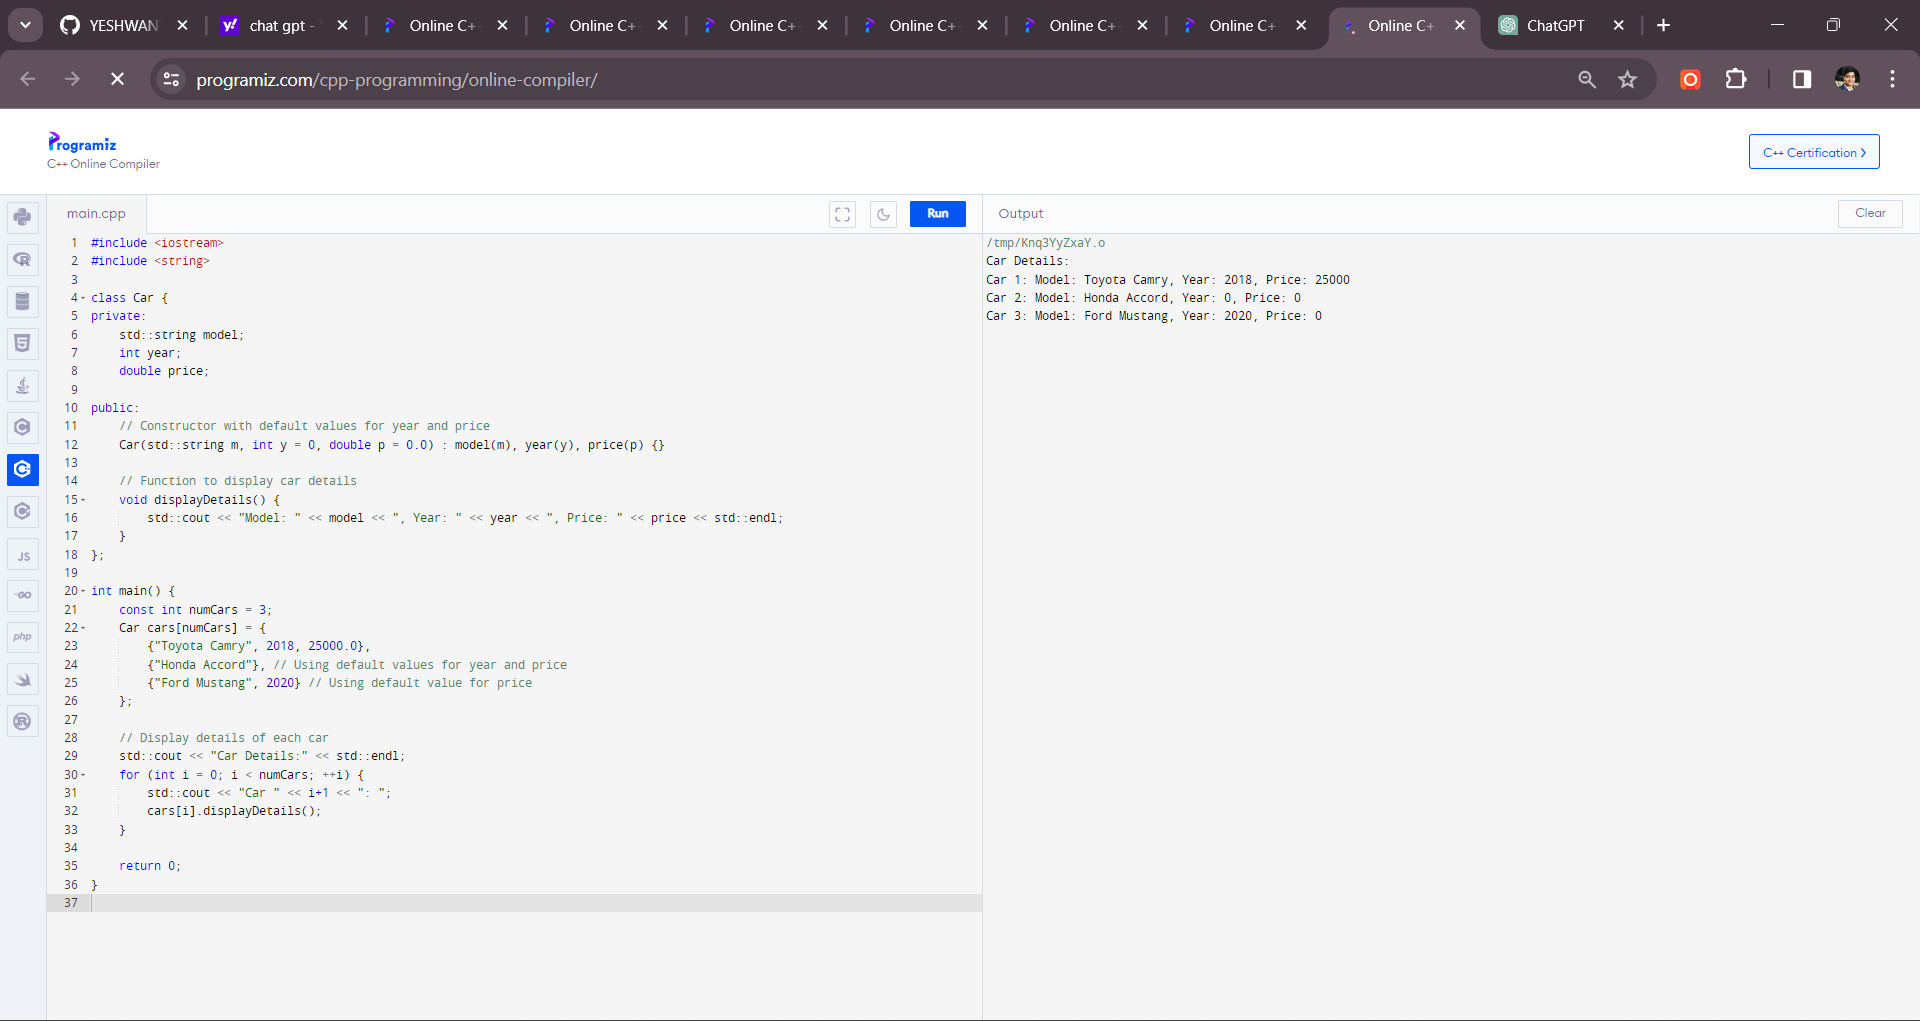 YESHWAN
chat gpt -
Online C+
Online C+
Online C+
Online C+
Online C+
Online C+
Online C+
ChatGPT
programiz.com/cpp-programming/online-compiler/
Programiz
C++ Online Compiler
C++ Certification >
main.cpp
Run
Output
Clear
1 #include <iostream>
2 #include <string>
3
4 class Car {
5 private:
6     std::string model;
7     int year;
8     double price;
9
10 public:
11     // Constructor with default values for year and price
12     Car(std::string m, int y = 0, double p = 0.0) : model(m), year(y), price(p) {}
13
14     // Function to display car details
15     void displayDetails() {
16         std::cout << "Model: " << model << ", Year: " << year << ", Price: " << price << std::endl;
17     }
18 };
19
20 int main() {
21     const int numCars = 3;
22     Car cars[numCars] = {
23         {"Toyota Camry", 2018, 25000.0},
24         {"Honda Accord"}, // Using default values for year and price
25         {"Ford Mustang", 2020} // Using default value for price
26     };
27
28     // Display details of each car
29     std::cout << "Car Details:" << std::endl;
30     for (int i = 0; i < numCars; ++i) {
31         std::cout << "Car " << i+1 << ": ";
32         cars[i].displayDetails();
33     }
34
35     return 0;
36 }
37
/tmp/Knq3YyZxaY.o
Car Details:
Car 1: Model: Toyota Camry, Year: 2018, Price: 25000
Car 2: Model: Honda Accord, Year: 0, Price: 0
Car 3: Model: Ford Mustang, Year: 2020, Price: 0
JS
GO
php